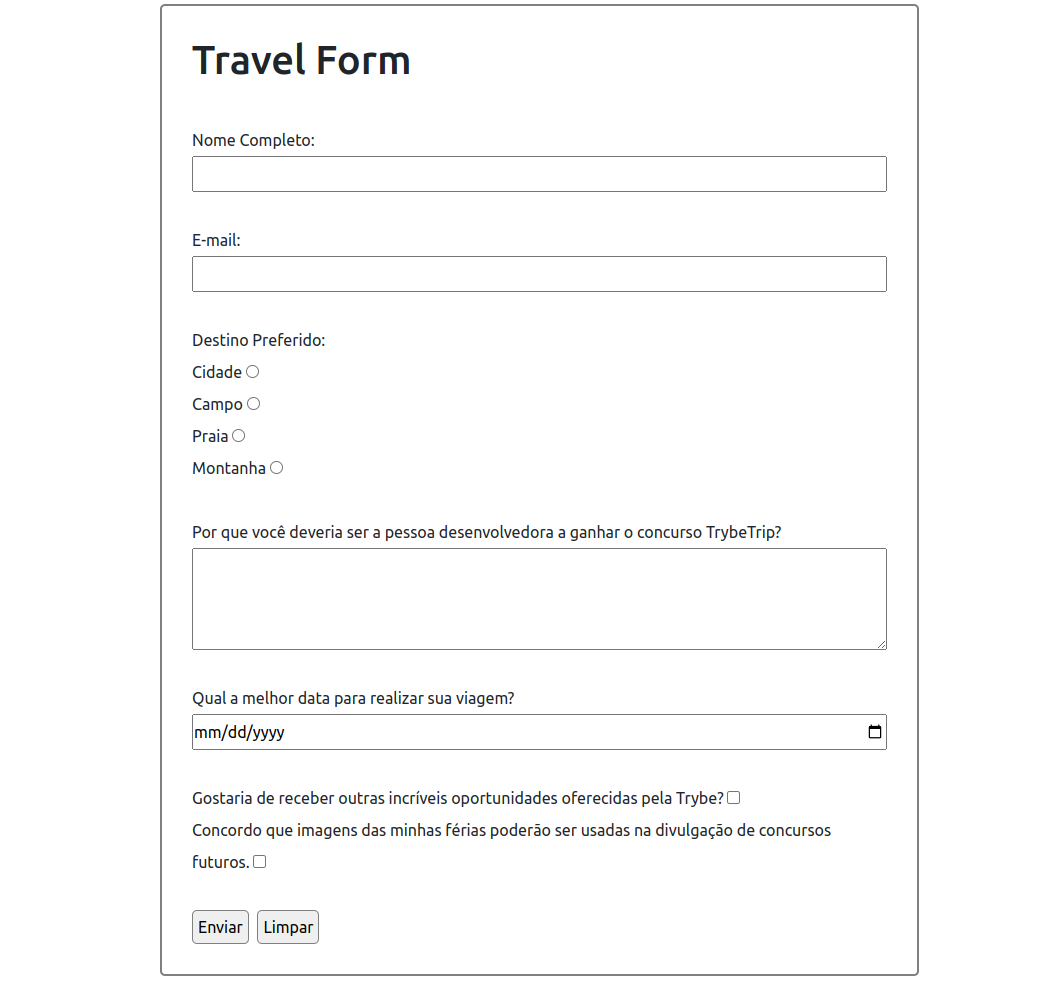 Travel Form
Nome Completo:
E-mail:
Destino Preferido:
Cidade
Campo
Praia
Montanha
Por que você deveria ser a pessoa desenvolvedora a ganhar o concurso TrybeTrip?
Qual a melhor data para realizar sua viagem?
mm/dd/yyyy
Gostaria de receber outras incríveis oportunidades oferecidas pela Trybe?
Concordo que imagens das minhas férias poderão ser usadas na divulgação de concursos
futuros.
Enviar Limpar